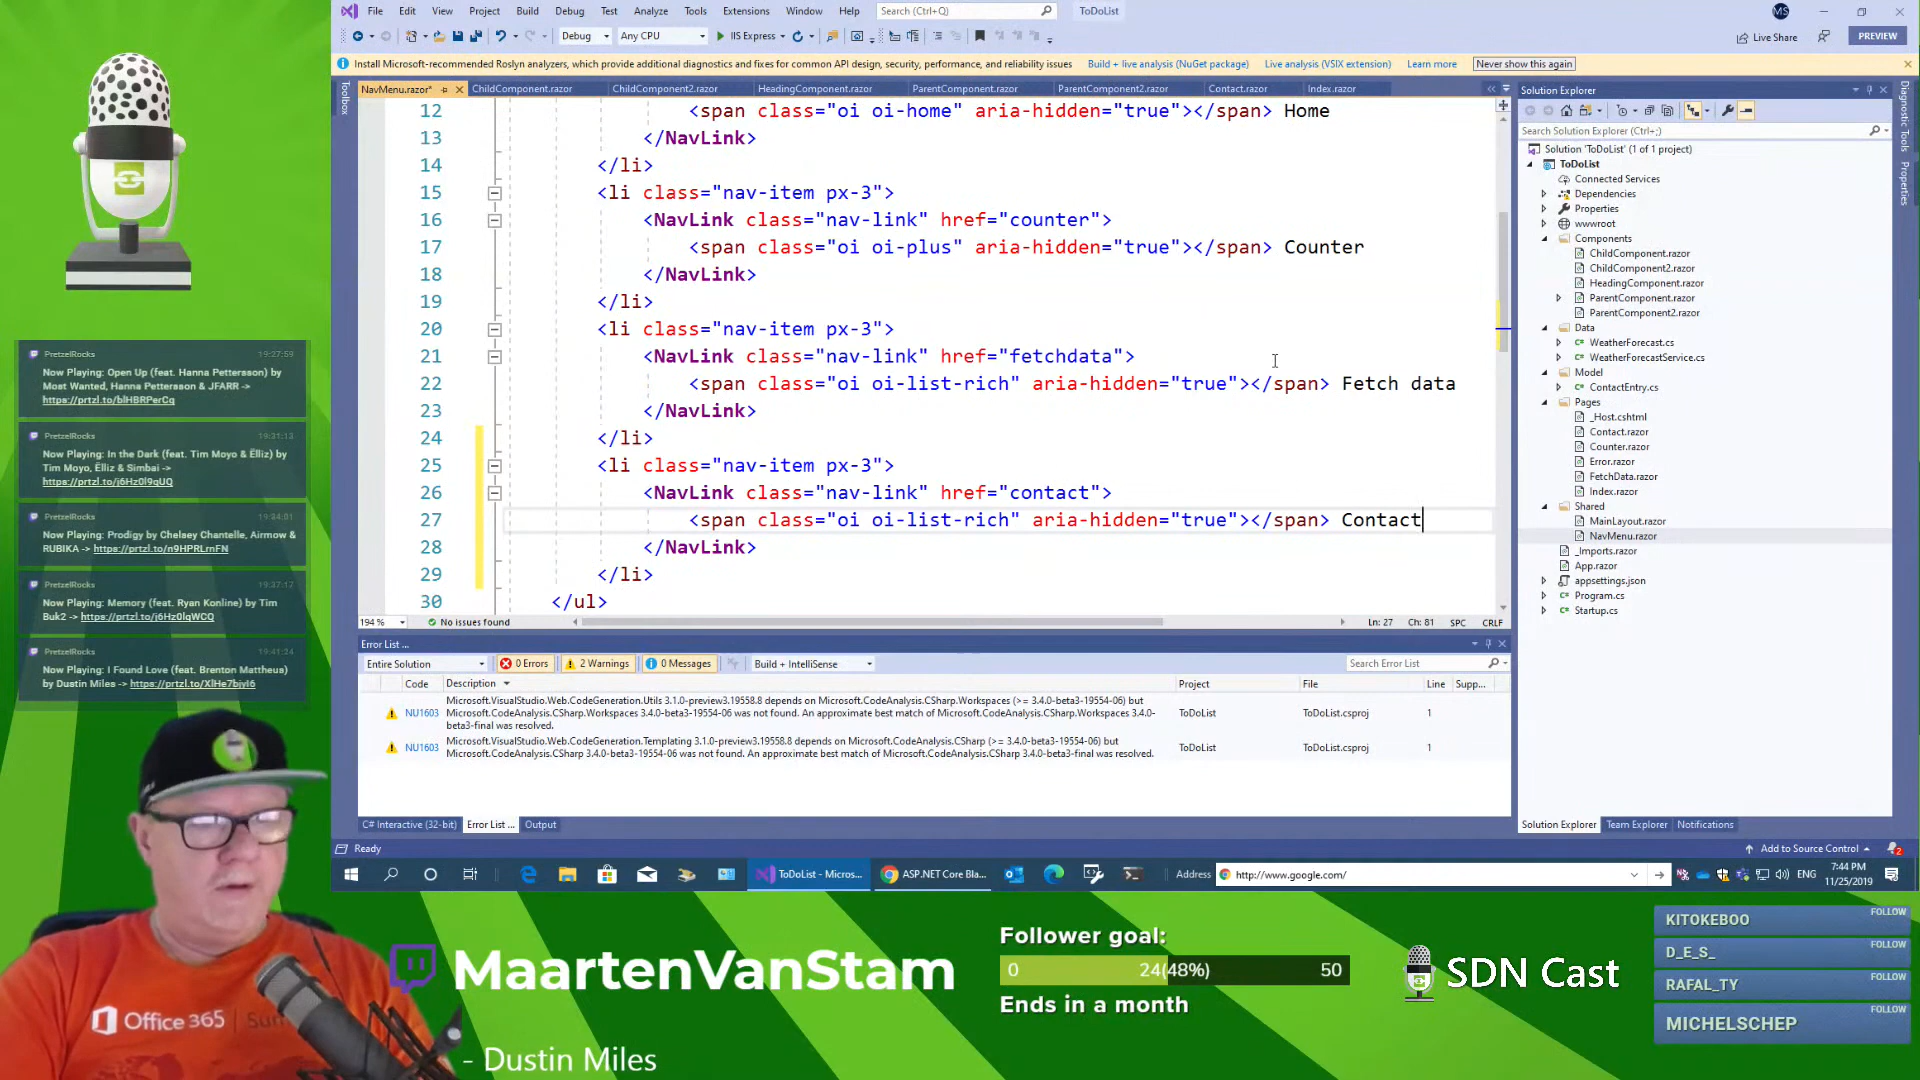 File Edit View Project Build Debug Test Analyze Tools Extensions Window Help Search (Ctrl+Q) ToDoList MS
Debug Any CPU IIS Express Live Share PREVIEW
Install Microsoft-recommended Roslyn analyzers, which provide additional diagnostics and fixes for common API design, security, performance, and reliability issues Build + live analysis (NuGet package) Live analysis (VSIX extension) Learn more Never show this again
Toolbox
NavMenu.razor* ChildComponent.razor ChildComponent2.razor HeadingComponent.razor ParentComponent.razor ParentComponent2.razor Contact.razor Index.razor
12 <span class="oi oi-home" aria-hidden="true"></span> Home
13 </NavLink>
14 </li>
15 <li class="nav-item px-3">
16 <NavLink class="nav-link" href="counter">
17 <span class="oi oi-plus" aria-hidden="true"></span> Counter
18 </NavLink>
19 </li>
20 <li class="nav-item px-3">
21 <NavLink class="nav-link" href="fetchdata">
22 <span class="oi oi-list-rich" aria-hidden="true"></span> Fetch data
23 </NavLink>
24 </li>
25 <li class="nav-item px-3">
26 <NavLink class="nav-link" href="contact">
27 <span class="oi oi-list-rich" aria-hidden="true"></span> Contact
28 </NavLink>
29 </li>
30 </ul>
194 % No issues found Ln: 27 Ch: 81 SPC CRLF
Error List ...
Entire Solution 0 Errors 2 Warnings 0 Messages Build + IntelliSense Search Error List
Code Description Project File Line Supp...
NU1603 Microsoft.VisualStudio.Web.CodeGeneration.Utils 3.1.0-preview3.19558.8 depends on Microsoft.CodeAnalysis.CSharp.Workspaces (>= 3.4.0-beta3-19554-06) but
Microsoft.CodeAnalysis.CSharp.Workspaces 3.4.0-beta3-19554-06 was not found. An approximate best match of Microsoft.CodeAnalysis.CSharp.Workspaces 3.4.0-
beta3-final was resolved. ToDoList ToDoList.csproj 1
NU1603 Microsoft.VisualStudio.Web.CodeGeneration.Templating 3.1.0-preview3.19558.8 depends on Microsoft.CodeAnalysis.CSharp (>= 3.4.0-beta3-19554-06) but
Microsoft.CodeAnalysis.CSharp 3.4.0-beta3-19554-06 was not found. An approximate best match of Microsoft.CodeAnalysis.CSharp 3.4.0-beta3-final was resolved. ToDoList ToDoList.csproj 1
C# Interactive (32-bit) Error List ... Output
Solution Explorer
Search Solution Explorer (Ctrl+;)
Solution 'ToDoList' (1 of 1 project)
ToDoList
Connected Services
Dependencies
Properties
wwwroot
Components
ChildComponent.razor
ChildComponent2.razor
HeadingComponent.razor
ParentComponent.razor
ParentComponent2.razor
Data
WeatherForecast.cs
WeatherForecastService.cs
Model
ContactEntry.cs
Pages
_Host.cshtml
Contact.razor
Counter.razor
Error.razor
FetchData.razor
Index.razor
Shared
MainLayout.razor
NavMenu.razor
_Imports.razor
App.razor
appsettings.json
Program.cs
Startup.cs
Solution Explorer Team Explorer Notifications
Diagnostic Tools
Properties
Ready Add to Source Control 2
ToDoList - Micros... ASP.NET Core Bla... Address http://www.google.com/ ENG 7:44 PM
11/25/2019
PretzelRocks 19:27:59
Now Playing: Open Up (feat. Hanna Pettersson) by
Most Wanted, Hanna Pettersson & JFARR ->
https://prtzl.to/blHBRPerCq
PretzelRocks 19:31:13
Now Playing: In the Dark (feat. Tim Moyo & Ëlliz) by
Tim Moyo, Ëlliz & Simbai ->
https://prtzl.to/j6Hz0l9qUQ
PretzelRocks 19:34:01
Now Playing: Prodigy by Chelsey Chantelle, Airmow &
RUBIKA -> https://prtzl.to/n9HPRLrnFN
PretzelRocks 19:37:17
Now Playing: Memory (feat. Ryan Konline) by Tim
Buk2 -> https://prtzl.to/j6Hz0lqWCQ
PretzelRocks 19:41:24
Now Playing: I Found Love (feat. Brenton Mattheus)
by Dustin Miles -> https://prtzl.to/XlHe7bjyI6
Office 365
MaartenVanStam
- Dustin Miles
Follower goal:
0 24(48%) 50
Ends in a month
SDN Cast
KITOKEBOO FOLLOW
D_E_S_ FOLLOW
RAFAL_TY FOLLOW
MICHELSCHEP FOLLOW